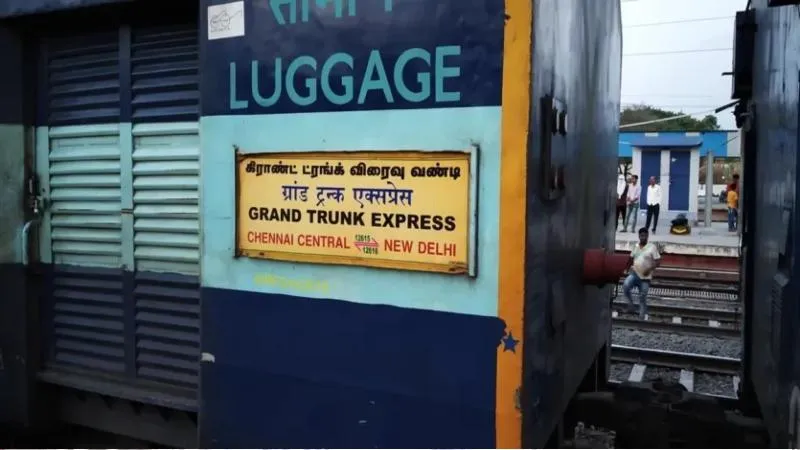 LUGGAGE
கிராண்ட் ட்ரங்க் விரைவு வண்டி
ग्रांड ट्रन्क एक्सप्रेस
GRAND TRUNK EXPRESS
CHENNAI CENTRAL 12615 12616 NEW DELHI